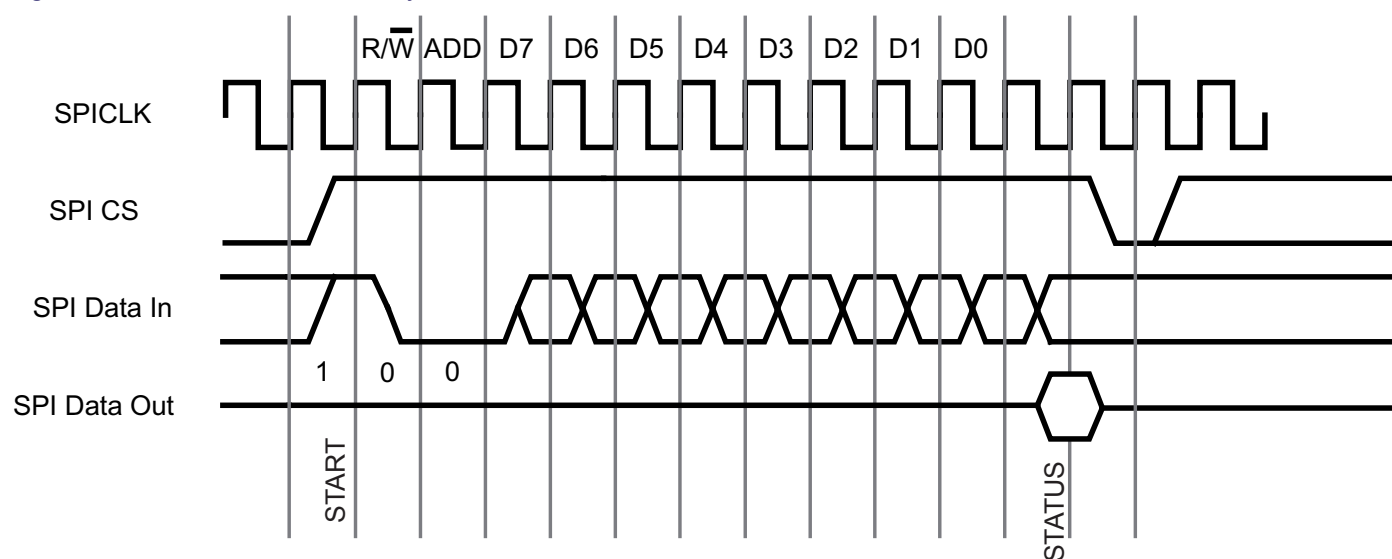 R/W ADD D7 D6 D5 D4 D3 D2 D1 D0
SPICLK
SPI CS
SPI Data In
1 0 0
SPI Data Out
START
STATUS